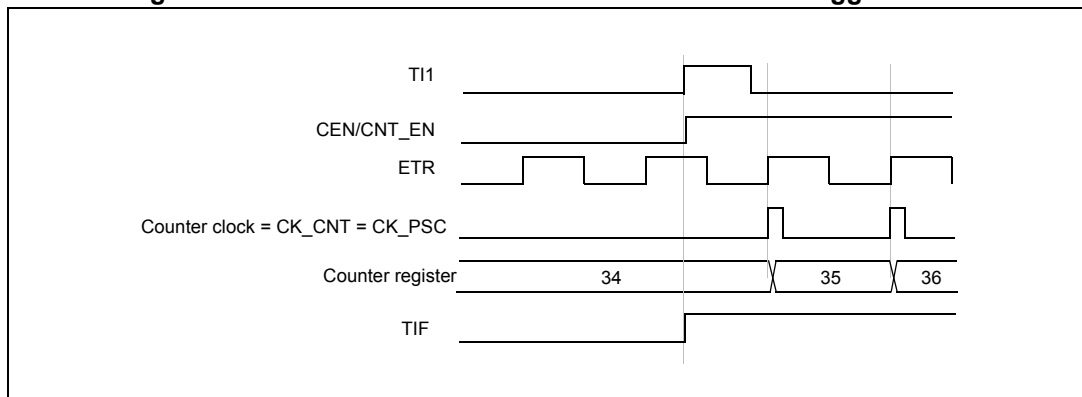 TI1
CEN/CNT_EN
ETR
Counter clock = CK_CNT = CK_PSC
Counter register 34 35 36
TIF